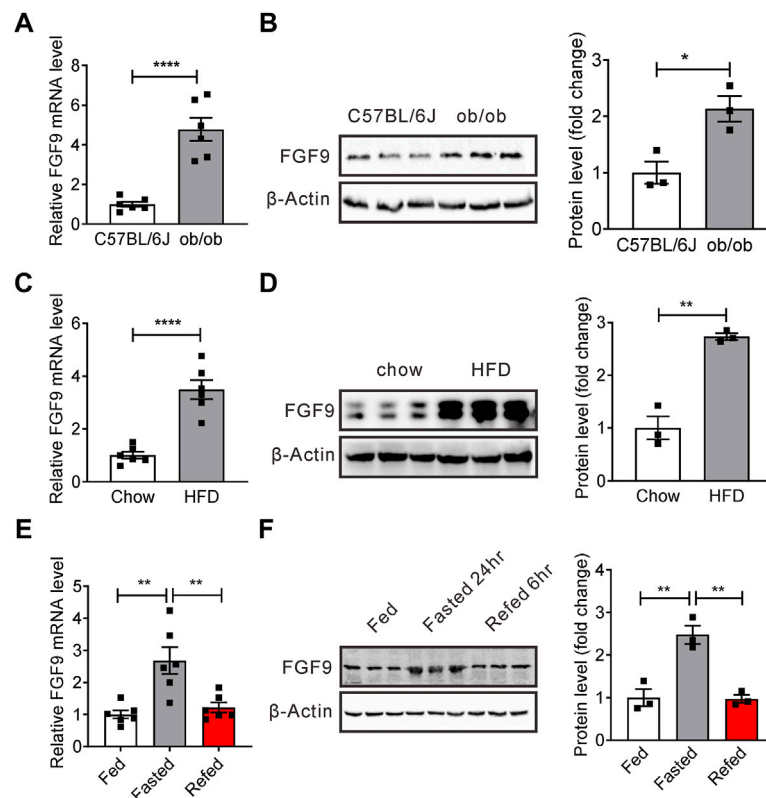 A
Relative FGF9 mRNA level
8
6
4
2
0
****
C57BL/6J ob/ob
B
C57BL/6J ob/ob
FGF9
β-Actin
Protein level (fold change)
3
2
1
0
*
C57BL/6J ob/ob
C
Relative FGF9 mRNA level
6
4
2
0
****
Chow HFD
D
chow HFD
FGF9
β-Actin
Protein level (fold change)
3
2
1
0
**
Chow HFD
E
Relative FGF9 mRNA level
5
4
3
2
1
0
** **
Fed Fasted Refed
F
Fed Fasted 24hr Refed 6hr
FGF9
β-Actin
Protein level (fold change)
4
3
2
1
0
** **
Fed Fasted Refed